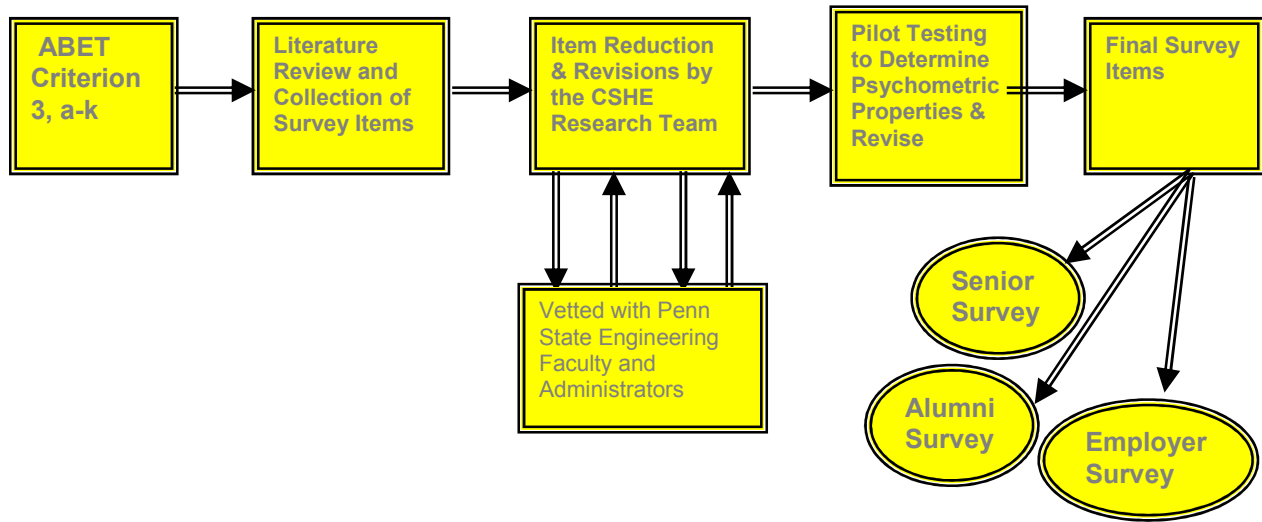 ABET
Criterion
3, a-k
Literature
Review and
Collection of
Survey Items
Item Reduction
& Revisions by
the CSHE
Research Team
Pilot Testing
to Determine
Psychometric
Properties &
Revise
Final Survey
Items
Vetted with Penn
State Engineering
Faculty and
Administrators
Senior
Survey
Alumni
Survey
Employer
Survey